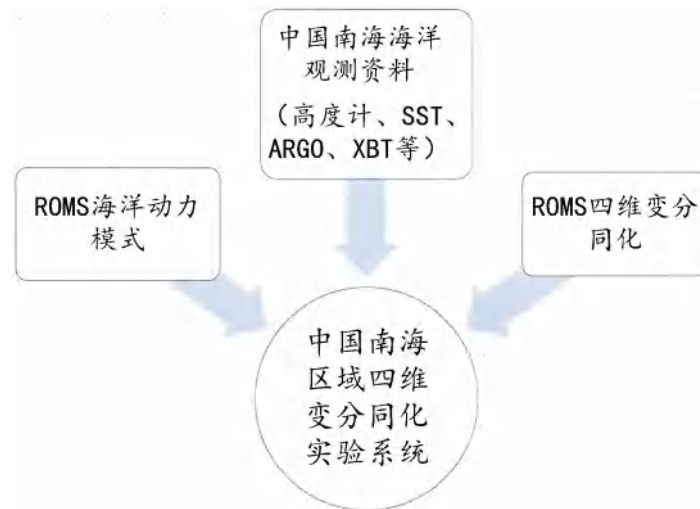 中国南海海洋
观测资料
（高度计、SST、
ARGO、XBT等）
ROMS海洋动力
模式
ROMS四维变分
同化
中国南海
区域四维
变分同化
实验系统